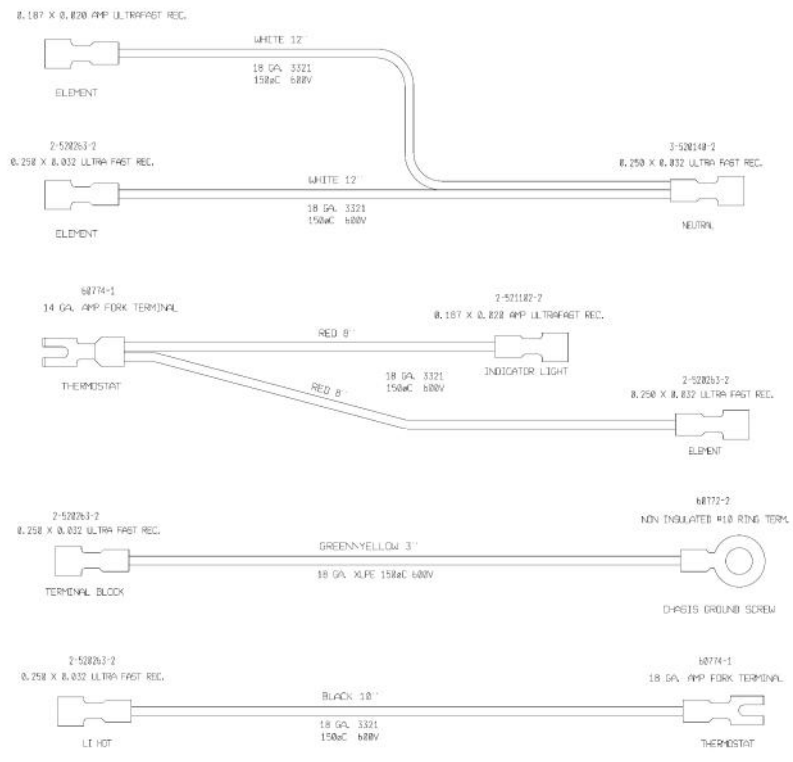 0.187 X 0.020 AMP ULTRAFAST REC.
WHITE 12"
18 GA. 3321
150øC 600V
ELEMENT
2-520263-2
0.250 X 0.032 ULTRA FAST REC.
3-520140-2
0.250 X 0.032 ULTRA FAST REC.
WHITE 12"
18 GA. 3321
150øC 600V
ELEMENT
NEUTRAL
60774-1
14 GA. AMP FORK TERMINAL
2-521102-2
0.187 X 0.020 AMP ULTRAFAST REC.
RED 8"
THERMOSTAT
18 GA. 3321
150øC 600V
INDICATOR LIGHT
RED 8"
2-520263-2
0.250 X 0.032 ULTRA FAST REC.
ELEMENT
60772-2
NON INSULATED #10 RING TERM.
2-520263-2
0.250 X 0.032 ULTRA FAST REC.
GREEN\YELLOW 3"
18 GA. XLPE 150øC 600V
TERMINAL BLOCK
CHASIS GROUND SCREW
2-520263-2
0.250 X 0.032 ULTRA FAST REC.
60774-1
18 GA. AMP FORK TERMINAL
BLACK 10"
18 GA. 3321
150øC 600V
L1 HOT
THERMOSTAT